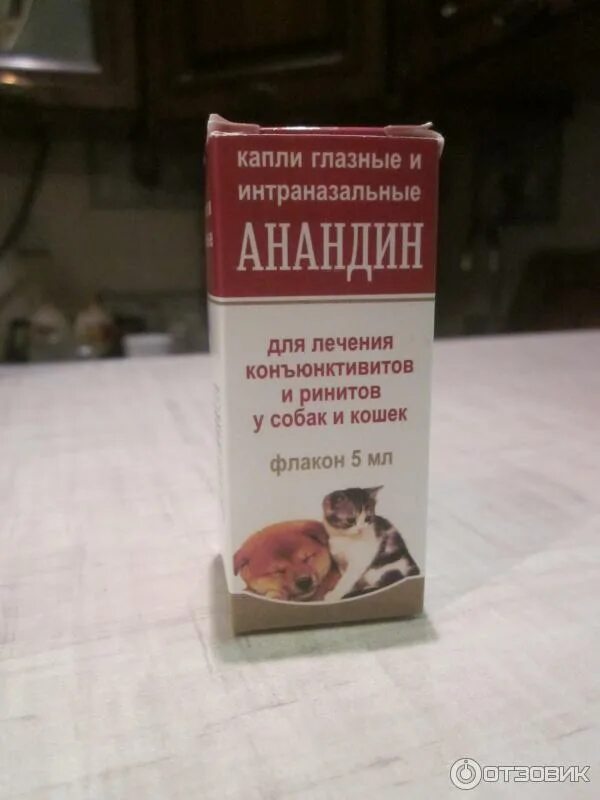 капли глазные и
интраназальные
АНАНДИН
для лечения
конъюнктивитов
и ринитов
у собак и кошек
флакон 5 мл
ОТЗОВИК